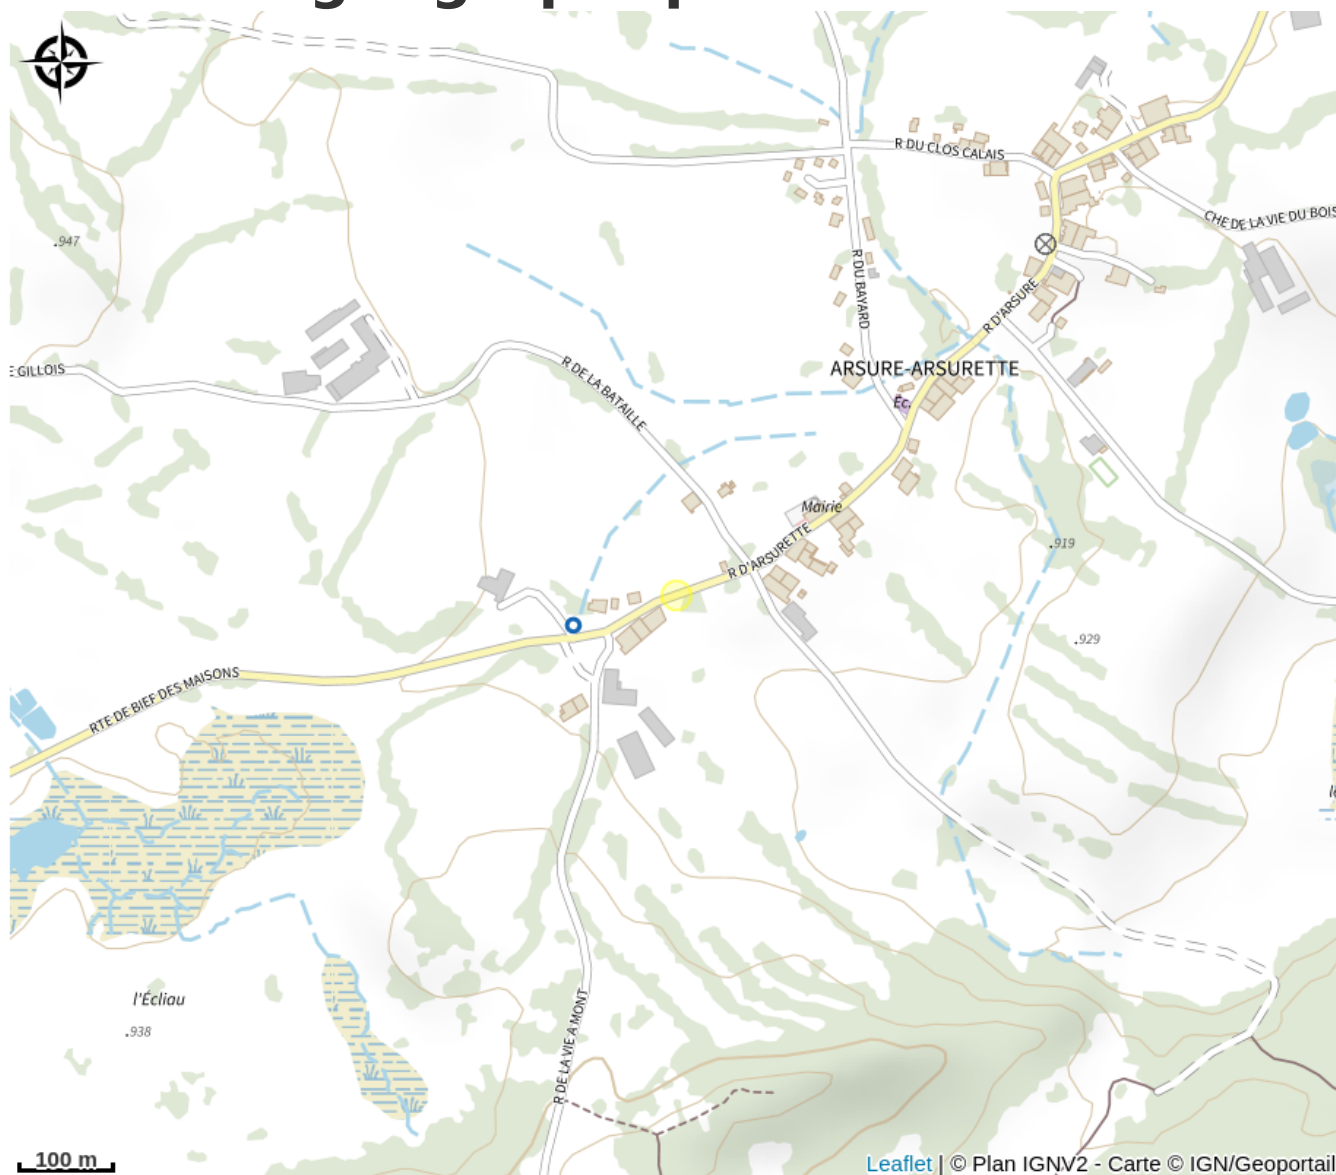 R DU CLOS CALAIS
CHE DE LA VIE DU BOIS
.947
R DU BAYARD
R D'ARSURE
ARSURE-ARSURETTE
E GILLOIS
R DE LA BATAILLE
Éc.
Mairie
R D'ARSURETTE
.919
.929
RTE DE BIEF DES MAISONS
l'Écliau
.938
R DE LA VIE A MONT
100 m
Leaflet | © Plan IGNV2 - Carte © IGN/Geoportail